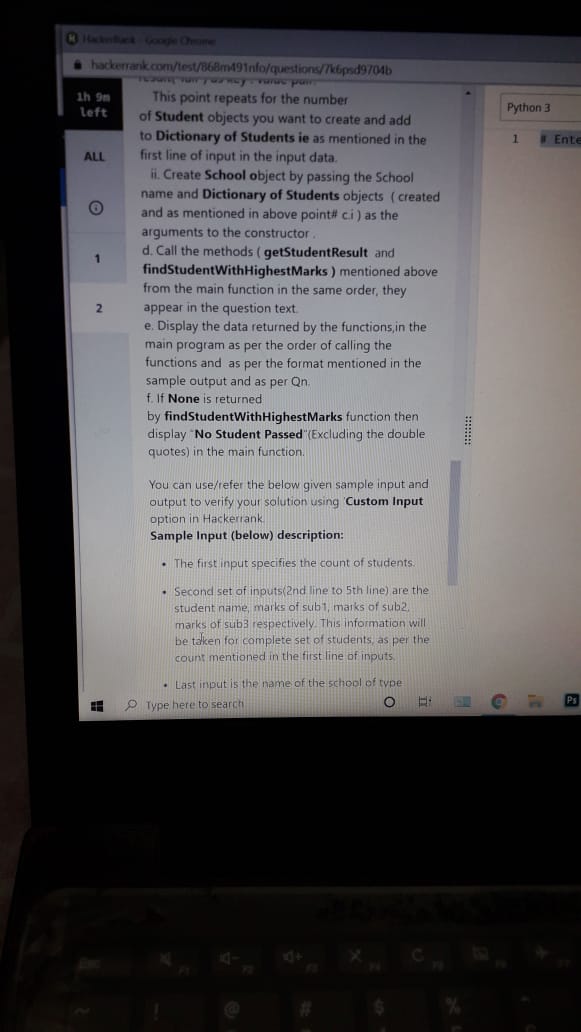 HackerRank - Google Chrome
hackerrank.com/test/868m491nfo/questions/7k6psd9704b
1h 9m
left
ALL
1
2
This point repeats for the number
of Student objects you want to create and add
to Dictionary of Students ie as mentioned in the
first line of input in the input data.
ii. Create School object by passing the School
name and Dictionary of Students objects ( created
and as mentioned in above point# c.i ) as the
arguments to the constructor .
d. Call the methods ( getStudentResult and
findStudentWithHighestMarks ) mentioned above
from the main function in the same order, they
appear in the question text.
e. Display the data returned by the functions,in the
main program as per the order of calling the
functions and as per the format mentioned in the
sample output and as per Qn.
f. If None is returned
by findStudentWithHighestMarks function then
display "No Student Passed"(Excluding the double
quotes) in the main function.
You can use/refer the below given sample input and
output to verify your solution using 'Custom Input
option in Hackerrank.
Sample Input (below) description:
• The first input specifies the count of students.
• Second set of inputs(2nd line to 5th line) are the
student name, marks of sub1, marks of sub2,
marks of sub3 respectively. This information will
be taken for complete set of students, as per the
count mentioned in the first line of inputs.
• Last input is the name of the school of type
Python 3
1 # Ente
Type here to search
Ps
Esc
F1
F2
~ ! @ # $ %